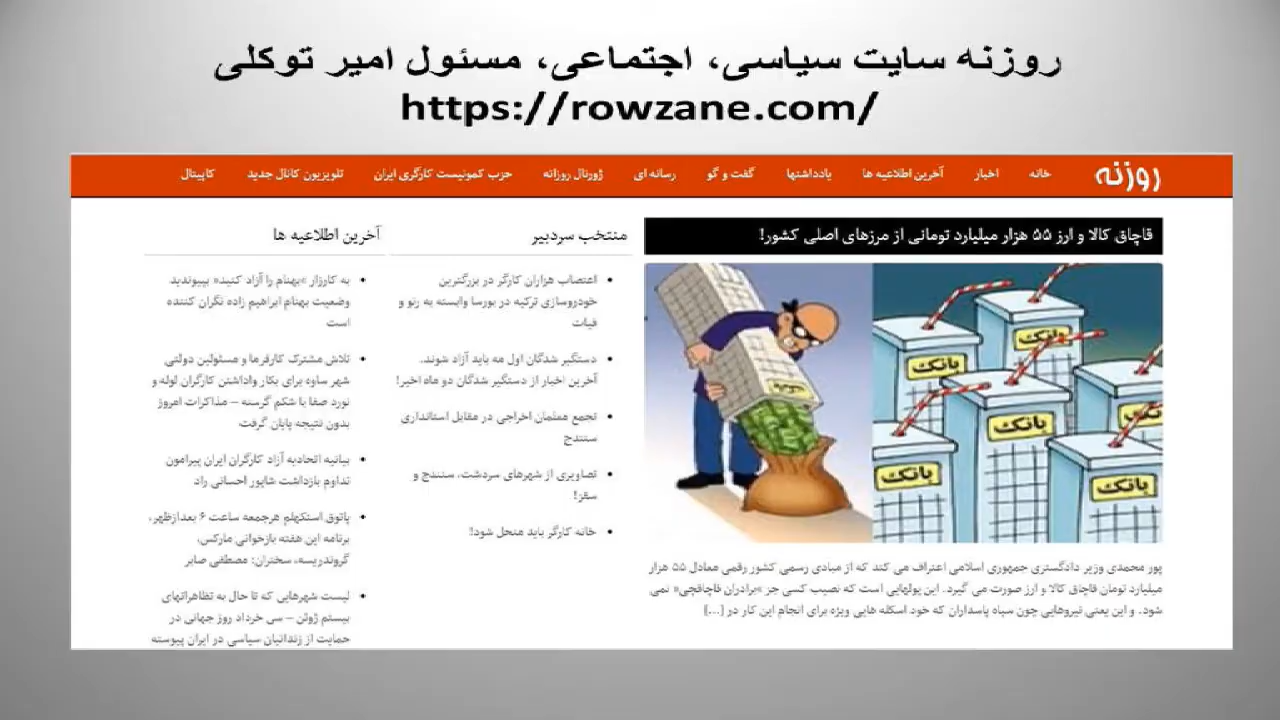 روزنه سایت سیاسی، اجتماعی، مسئول امیر توکلی
https://rowzane.com/
روزنه
خانه
اخبار
آخرین اطلاعیه ها
یادداشتها
گفت و گو
رسانه ای
ژورنال روزانه
حزب کمونیست کارگری ایران
تلویزیون کانال جدید
کاپیتال
قاچاق کالا و ارز ۵۵ هزار میلیارد تومانی از مرزهای اصلی کشور!
بانک
بانک
بانک
بانک
بانک
بانک
پور محمدی وزیر دادگستری جمهوری اسلامی اعتراف می کند که از مبادی رسمی کشور رقمی معادل ۵۵ هزار
میلیارد تومان قاچاق کالا و ارز صورت می گیرد. این پولهایی است که نصیب کسی جز “برادران قاچاقچی” نمی
شود. و این یعنی نیروهایی چون سپاه پاسداران که خود اسکله هایی ویژه برای انجام این کار در […]
منتخب سردبیر
• اعتصاب هزاران کارگر در بزرگترین
خودروسازی ترکیه در بورسا وابسته به رنو و
فیات
• دستگیر شدگان اول مه باید آزاد شوند.
آخرین اخبار از دستگیر شدگان دو ماه اخیر!
• تجمع معلمان اخراجی در مقابل استانداری
سنندج
• تصاویری از شهرهای سردشت، سنندج و
سقز!
• خانه کارگر باید منحل شود!
آخرین اطلاعیه ها
• به کارزار “بهنام را آزاد کنید” بپیوندید
وضعیت بهنام ابراهیم زاده نگران کننده
است
• تلاش مشترک کارفرما و مسئولین دولتی
شهر ساوه برای بکار واداشتن کارگران لوله و
نورد صفا با شکم گرسنه – مذاکرات امروز
بدون نتیجه پایان گرفت
• بیانیه اتحادیه آزاد کارگران ایران پیرامون
تداوم بازداشت شاپور احسانی راد
• پاتوق استکهلم هرجمعه ساعت ۶ بعدازظهر،
برنامه این هفته بازخوانی مارکس،
گروندریسه، سخنران: مصطفی صابر
• لیست شهرهایی که تا حال به تظاهراتهای
بیستم ژوئن – سی خرداد روز جهانی در
حمایت از زندانیان سیاسی در ایران پیوسته